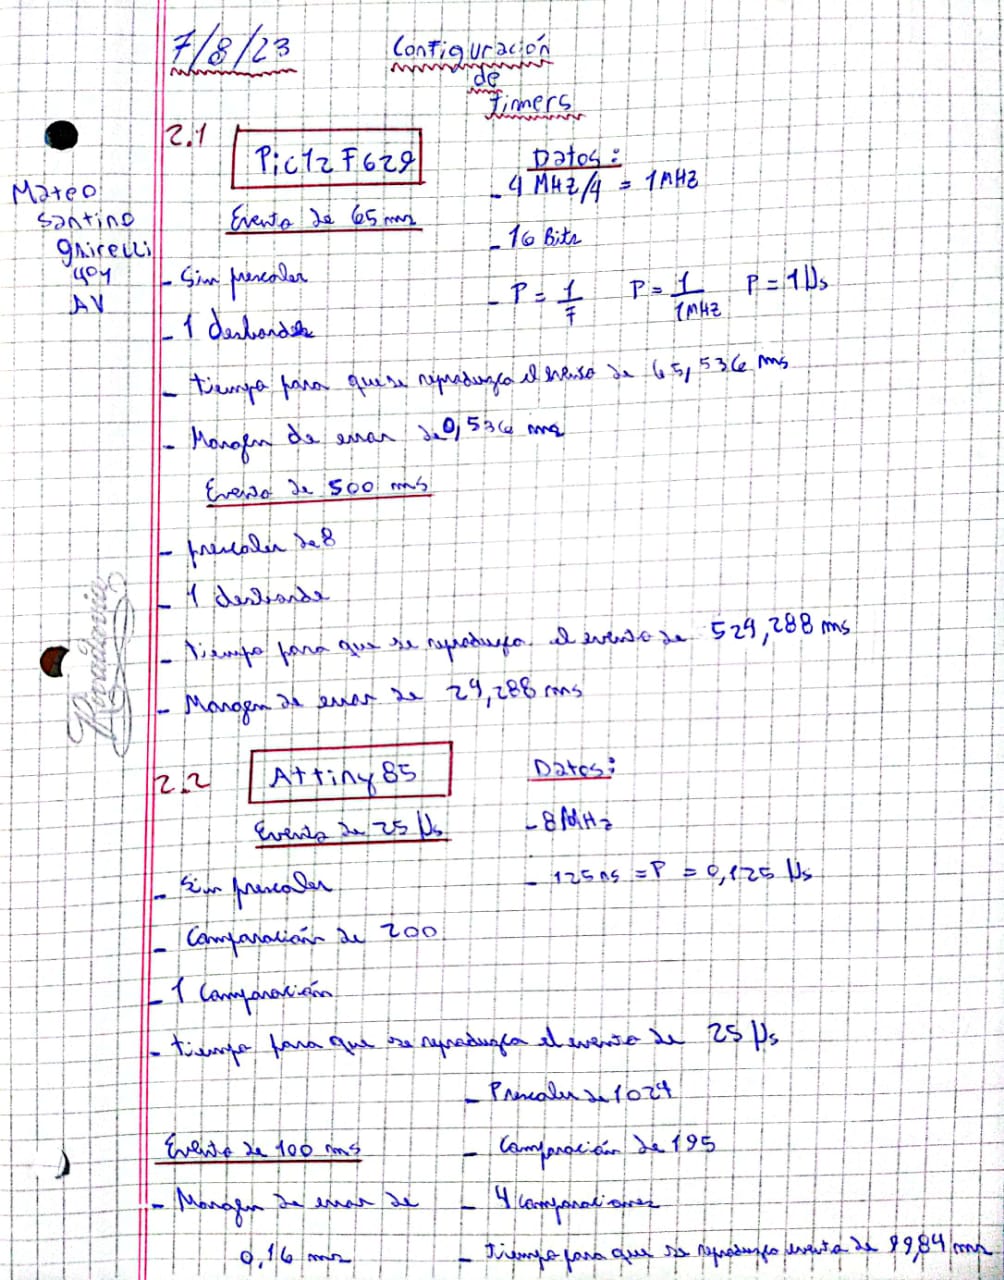 7/8/23
Configuración
de
timers
2.1
Pic12F629
Datos:
- 4 MHZ/4 = 1MHZ
Mateo
Santino
Ghirelli
4°4
AV
Evento de 65 ms
- 16 Bits
- Sin prescaler
- P = 1/F P = 1/1MHZ P = 1 µs
- 1 desborde
- tiempo para que se reproduzca el evento de 65,536 ms
- Margen de error de 0,536 ms
Evento de 500 ms
- prescaler de 8
- 1 desborde
- Tiempo para que se reproduzca el evento de 524,288 ms
- Margen de error de 24,288 ms
Rivadavia
2.2
Attiny85
Datos:
Evento de 25 µs
- 8MHz
- Sin prescaler
- 125ns = P = 0,125 µs
- Comparación de 200
- 1 Comparación
- tiempo para que se reproduzca el evento de 25 µs
- Prescaler de 1024
Evento de 100 ms
- Comparación de 195
- Margen de error de
0,16 ms
- 4 comparaciones
- Tiempo para que se reproduzca evento de 99,84 ms